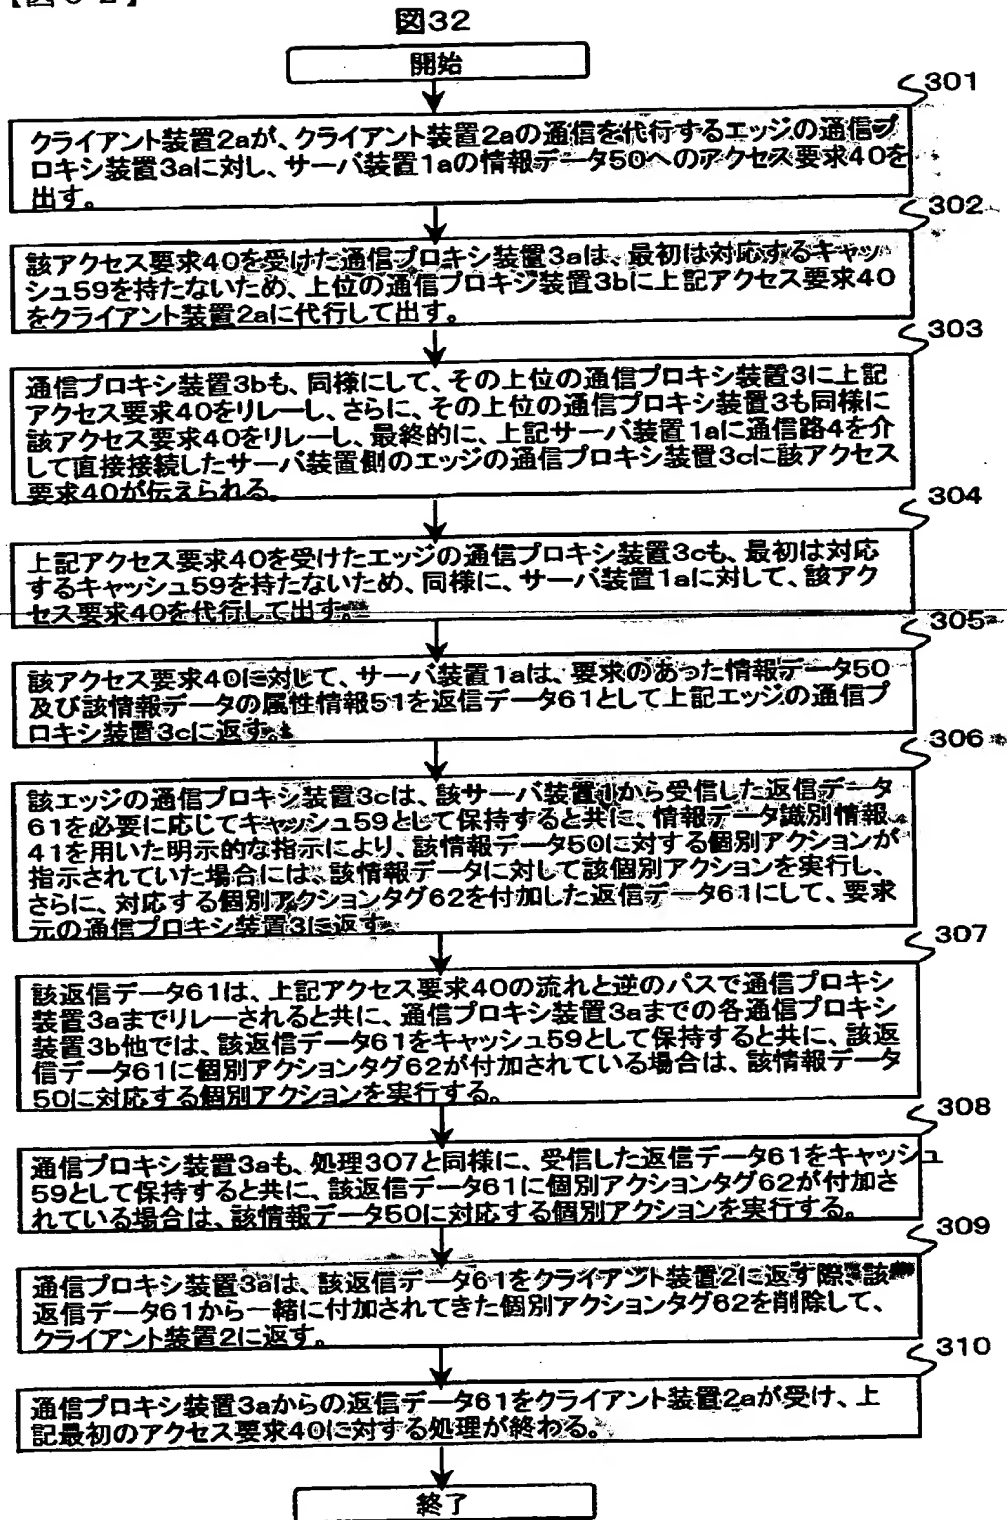 【図32】
図32
開始
301
クライアント装置2aが、クライアント装置2aの通信を代行するエッジの通信プ
ロキシ装置3aに対し、サーバ装置1aの情報データ50へのアクセス要求40を
出す。
302
該アクセス要求40を受けた通信プロキシ装置3aは、最初は対応するキャッ
シュ59を持たないため、上位の通信プロキシ装置3bに上記アクセス要求40
をクライアント装置2aに代行して出す。
303
通信プロキシ装置3bも、同様にして、その上位の通信プロキシ装置3に上記
アクセス要求40をリレーし、さらに、その上位の通信プロキシ装置3も同様に
該アクセス要求40をリレーし、最終的に、上記サーバ装置1aに通信路4を介
して直接接続したサーバ装置側のエッジの通信プロキシ装置3cに該アクセス
要求40が伝えられる。
304
上記アクセス要求40を受けたエッジの通信プロキシ装置3cも、最初は対応
するキャッシュ59を持たないため、同様に、サーバ装置1aに対して、該アク
セス要求40を代行して出す。
305
該アクセス要求40に対して、サーバ装置1aは、要求のあった情報データ50
及び該情報データの属性情報51を返信データ61として上記エッジの通信プ
ロキシ装置3cに返す。
306
該エッジの通信プロキシ装置3cは、該サーバ装置1から受信した返信データ
61を必要に応じてキャッシュ59として保持すると共に、情報データ識別情報
41を用いた明示的な指示により、該情報データ50に対する個別アクションが
指示されていた場合には、該情報データに対して該個別アクションを実行し、
さらに、対応する個別アクションタグ62を付加した返信データ61にして、要求
元の通信プロキシ装置3に返す。
307
該返信データ61は、上記アクセス要求40の流れと逆のパスで通信プロキシ
装置3aまでリレーされると共に、通信プロキシ装置3aまでの各通信プロキシ
装置3b他では、該返信データ61をキャッシュ59として保持すると共に、該返
信データ61に個別アクションタグ62が付加されている場合は、該情報データ
50に対応する個別アクションを実行する。
308
通信プロキシ装置3aも、処理307と同様に、受信した返信データ61をキャッシュ
59として保持すると共に、該返信データ61に個別アクションタグ62が付加さ
れている場合は、該情報データ50に対応する個別アクションを実行する。
309
通信プロキシ装置3aは、該返信データ61をクライアント装置2に返す際、該
返信データ61から一緒に付加されてきた個別アクションタグ62を削除して、
クライアント装置2に返す。
310
通信プロキシ装置3aからの返信データ61をクライアント装置2aが受け、上
記最初のアクセス要求40に対する処理が終わる。
終了